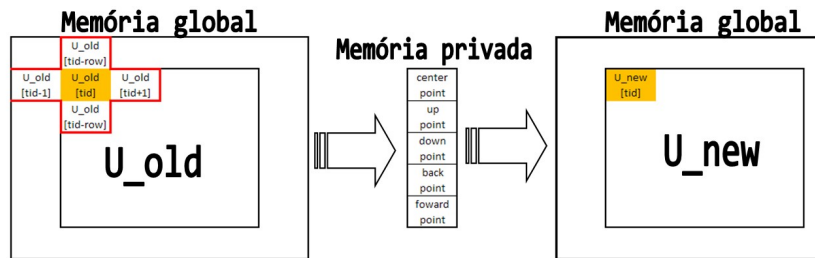 Memória global
U_old
[tid-row]
U_old
[tid-1]
U_old
[tid]
U_old
[tid+1]
U_old
[tid-row]
U_old
Memória privada
center
point
up
point
down
point
back
point
foward
point
Memória global
U_new
[tid]
U_new